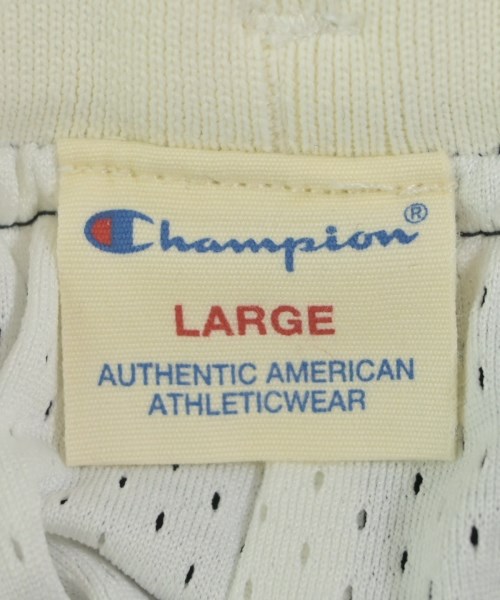 Champion®
LARGE
AUTHENTIC AMERICAN
ATHLETICWEAR